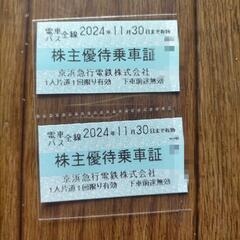 電車
バス全線 2024年11月30日まで有効
株主優待乗車証
京浜急行電鉄株式会社
1人片道1回限り有効 下車前途無効
電車
バス全線 2024年11月30日まで有効
株主優待乗車証
京浜急行電鉄株式会社
1人片道1回限り有効 下車前途無効